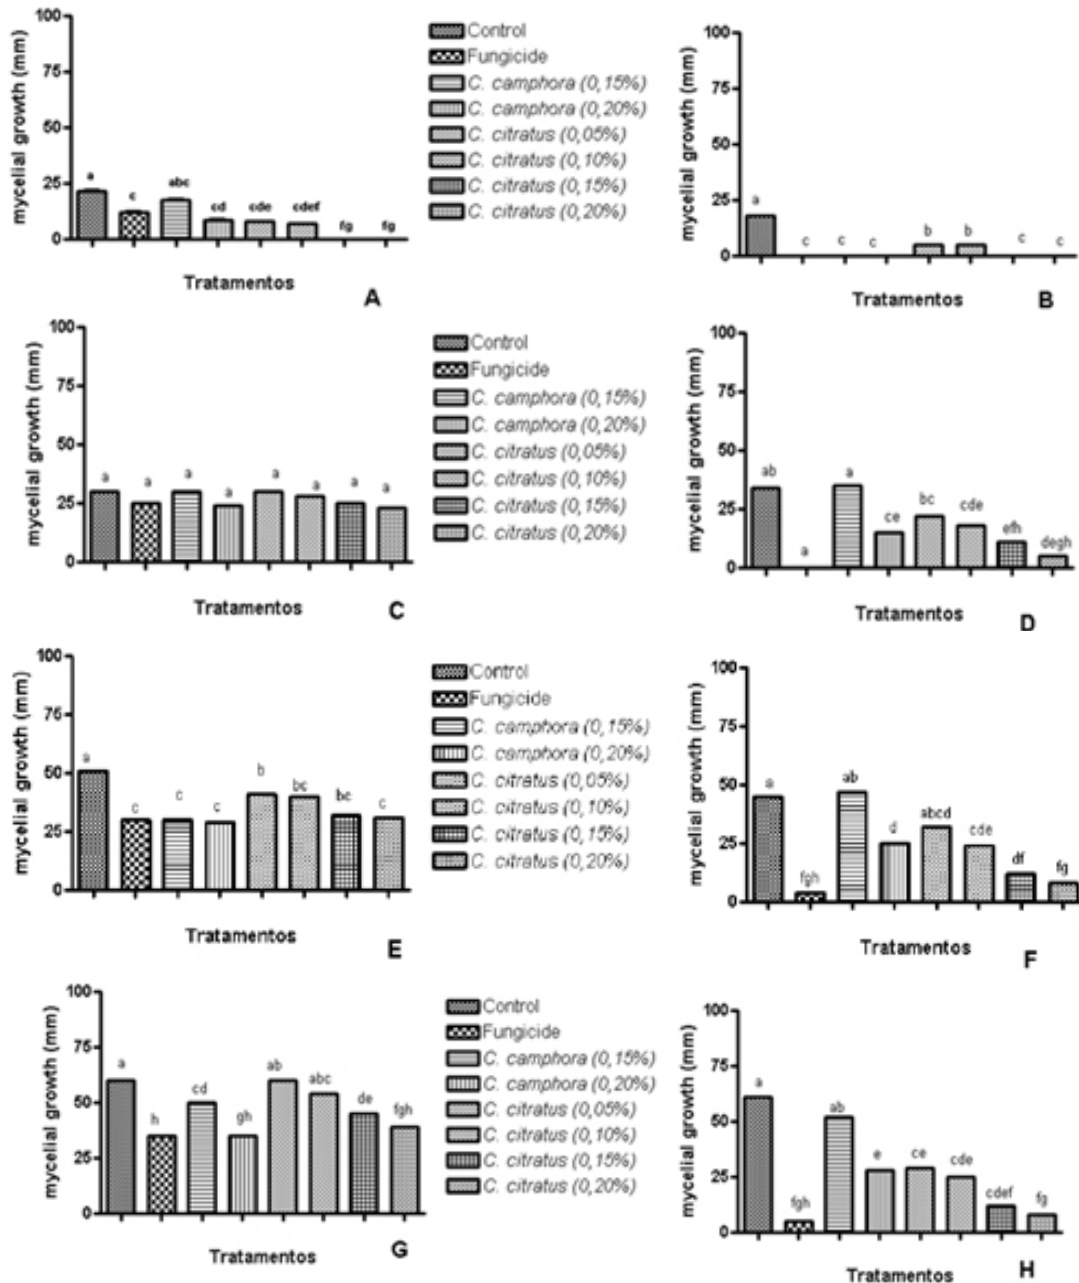 mycelial growth (mm)
100
75
50
25
0
a
c
abc
cd
cde
cdef
fg
fg
Tratamentos
A
Control
Fungicide
C. camphora (0,15%)
C. camphora (0,20%)
C. citratus (0,05%)
C. citratus (0,10%)
C. citratus (0,15%)
C. citratus (0,20%)
mycelial growth (mm)
100
75
50
25
0
a
c
c
c
b
b
c
c
Tratamentos
B
mycelial growth (mm)
100
75
50
25
0
a
a
a
a
a
a
a
a
Tratamentos
C
Control
Fungicide
C. camphora (0,15%)
C. camphora (0,20%)
C. citratus (0,05%)
C. citratus (0,10%)
C. citratus (0,15%)
C. citratus (0,20%)
mycelial growth (mm)
100
75
50
25
0
ab
a
a
ce
bc
cde
efh
degh
Tratamentos
D
mycelial growth (mm)
100
75
50
25
0
a
c
c
c
b
bc
bc
c
Tratamentos
E
Control
Fungicide
C. camphora (0,15%)
C. camphora (0,20%)
C. citratus (0,05%)
C. citratus (0,10%)
C. citratus (0,15%)
C. citratus (0,20%)
mycelial growth (mm)
100
75
50
25
0
a
fgh
ab
d
abcd
cde
df
fg
Tratamentos
F
mycelial growth (mm)
100
75
50
25
0
a
h
cd
gh
ab
abc
de
fgh
Tratamentos
G
Control
Fungicide
C. camphora (0,15%)
C. camphora (0,20%)
C. citratus (0,05%)
C. citratus (0,10%)
C. citratus (0,15%)
C. citratus (0,20%)
mycelial growth (mm)
100
75
50
25
0
a
fgh
ab
e
ce
cde
cdef
fg
Tratamentos
H